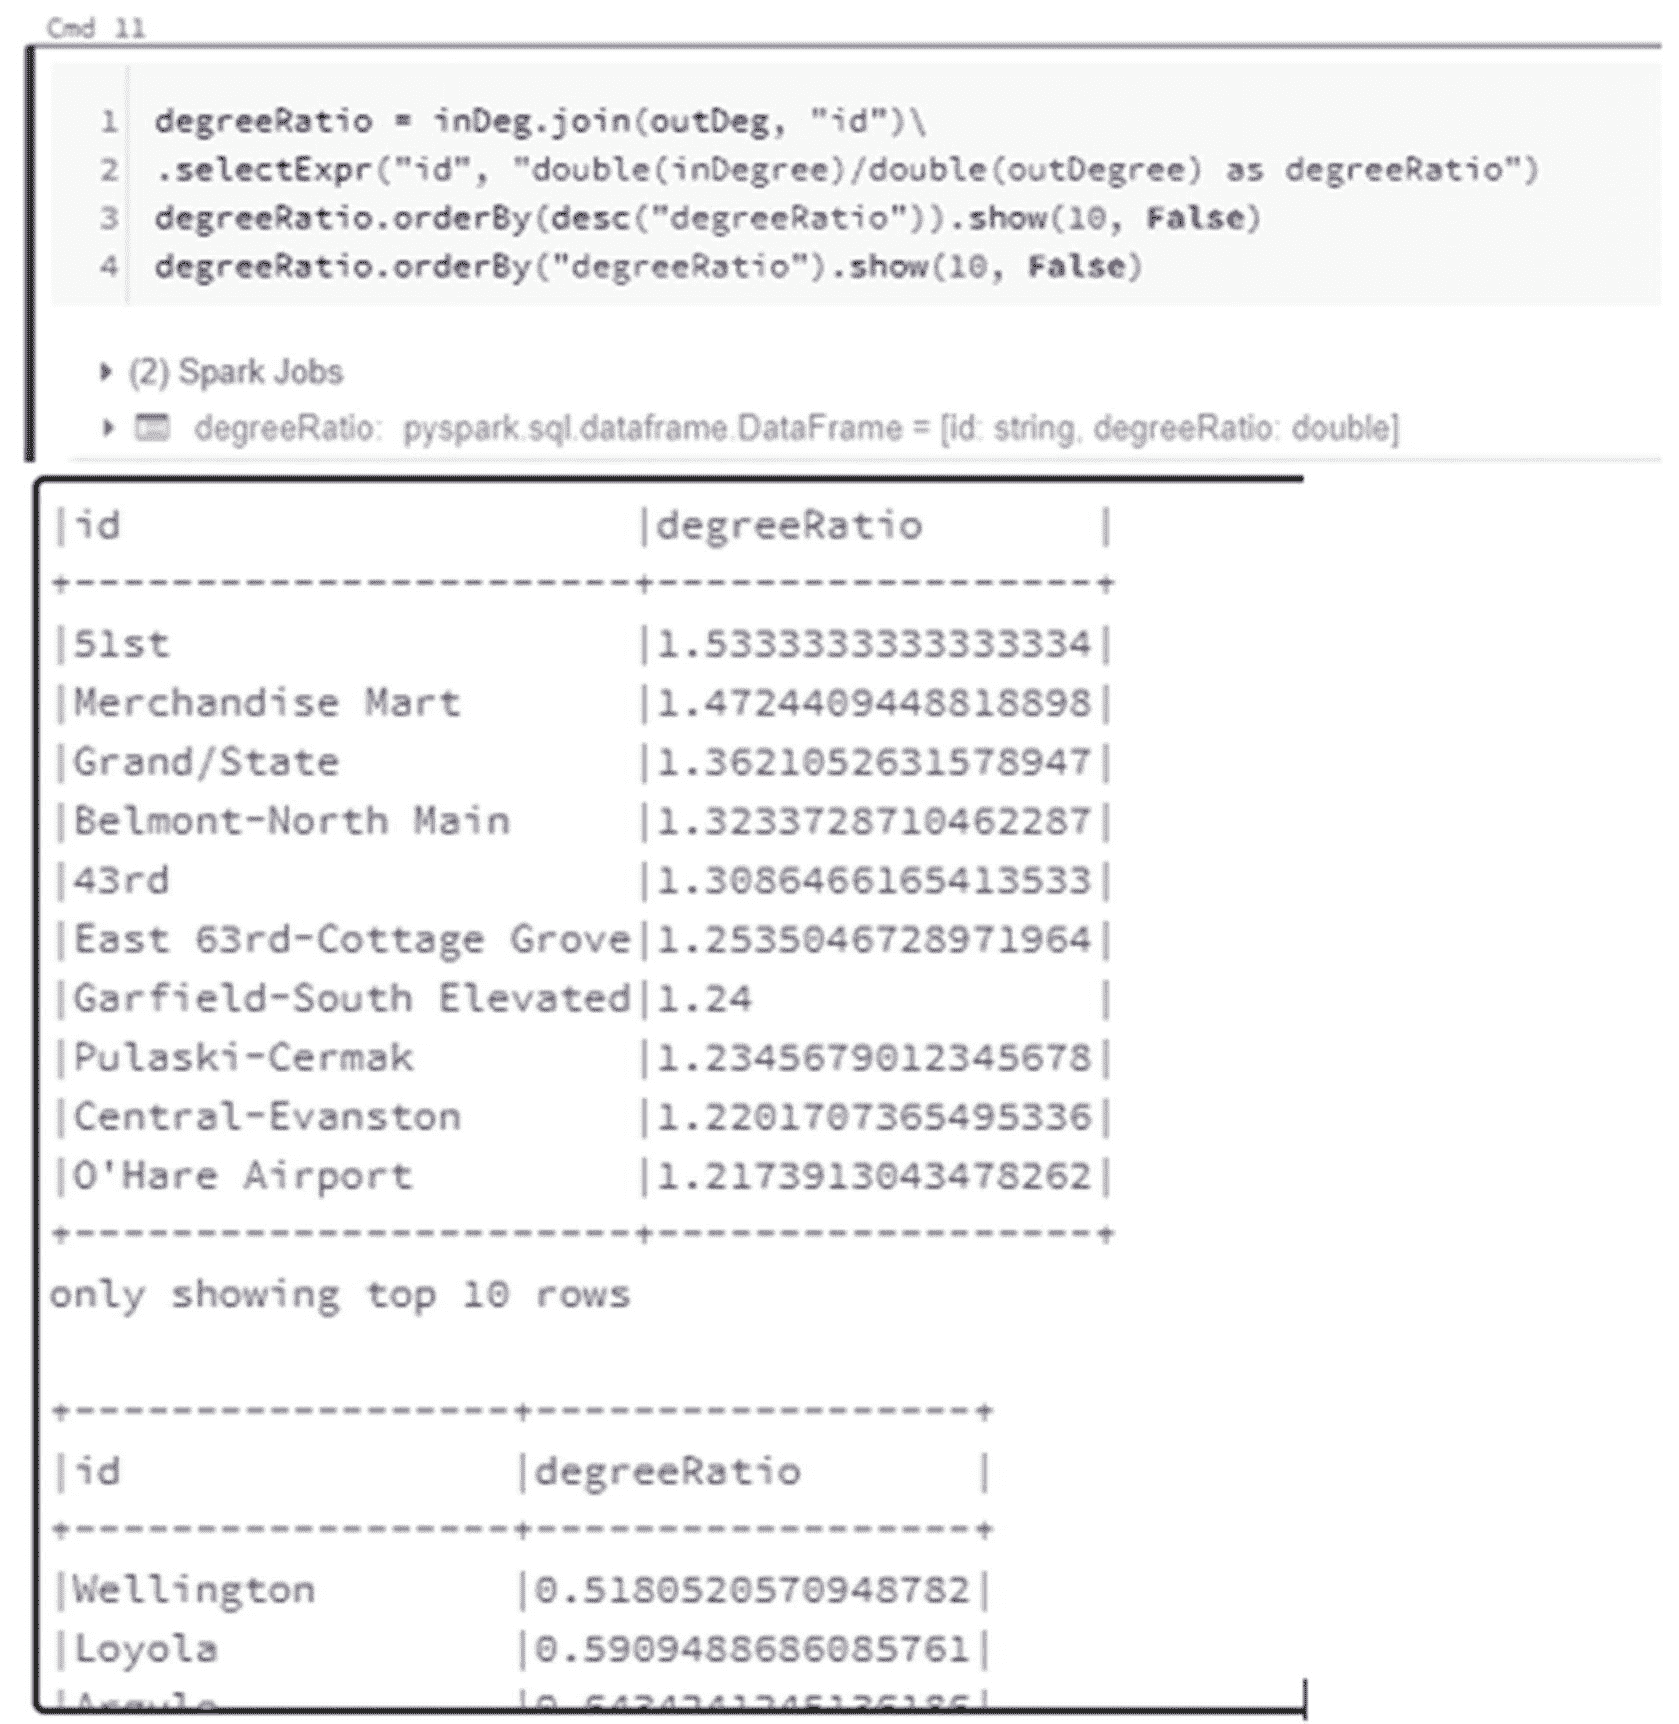 Cmd 11
1 degreeRatio = inDeg.join(outDeg, "id")\
2 .selectExpr("id", "double(inDegree)/double(outDegree) as degreeRatio")
3 degreeRatio.orderBy(desc("degreeRatio")).show(10, False)
4 degreeRatio.orderBy("degreeRatio").show(10, False)
(2) Spark Jobs
degreeRatio: pyspark.sql.dataframe.DataFrame = [id: string, degreeRatio: double]
|id                     |degreeRatio       |
+-----------------------+------------------+
|51st                   |1.5333333333333334|
|Merchandise Mart       |1.4724409448818898|
|Grand/State            |1.3621052631578947|
|Belmont-North Main     |1.3233728710462287|
|43rd                   |1.3086466165413533|
|East 63rd-Cottage Grove|1.2535046728971964|
|Garfield-South Elevated|1.24              |
|Pulaski-Cermak         |1.2345679012345678|
|Central-Evanston       |1.2201707365495336|
|O'Hare Airport         |1.2173913043478262|
+-----------------------+------------------+
only showing top 10 rows
+------------------+------------------+
|id                |degreeRatio       |
+------------------+------------------+
|Wellington        |0.5180520570948782|
|Loyola            |0.5909488686085761|